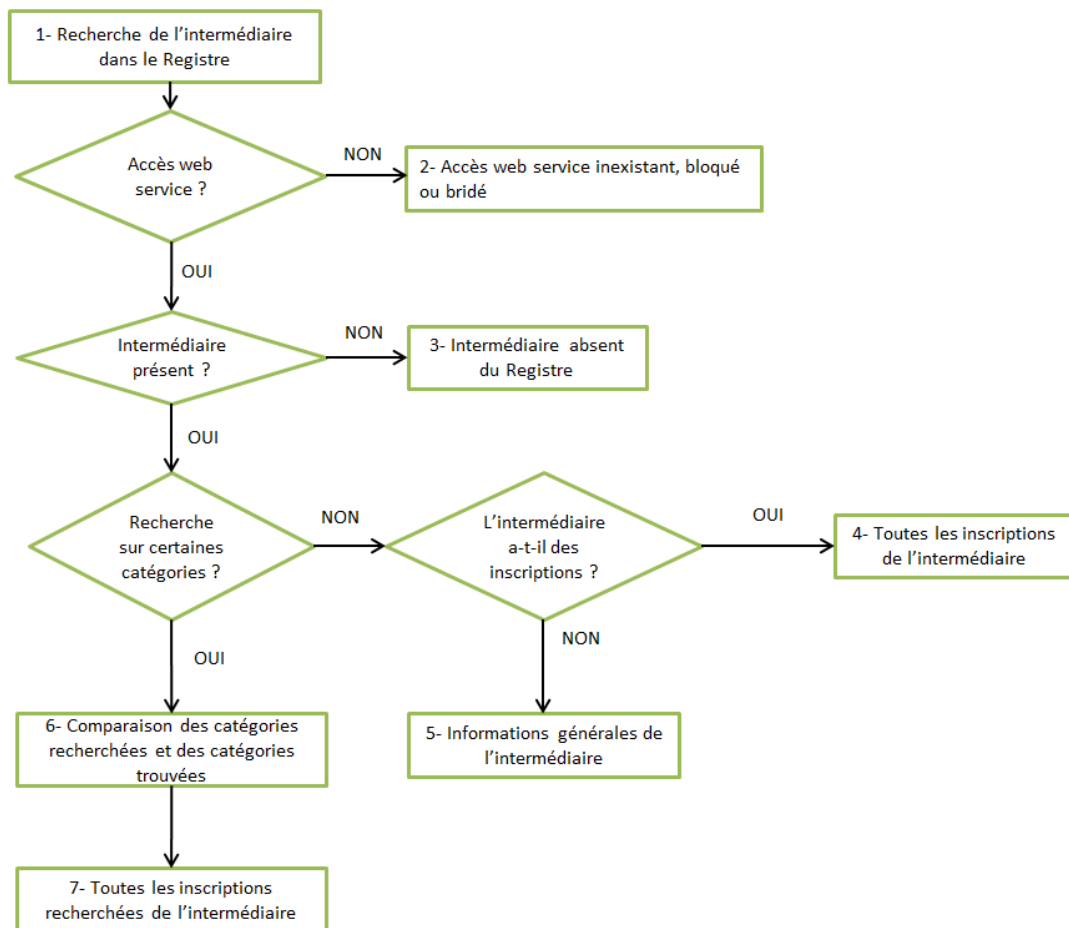 1- Recherche de l’intermédiaire
dans le Registre
Accès web
service ?
NON
2- Accès web service inexistant, bloqué
ou bridé
OUI
Intermédiaire
présent ?
NON
3- Intermédiaire absent
du Registre
OUI
Recherche
sur certaines
catégories ?
NON
L’intermédiaire
a-t-il des
inscriptions ?
OUI
4- Toutes les inscriptions
de l’intermédiaire
NON
5- Informations générales de
l’intermédiaire
OUI
6- Comparaison des catégories
recherchées et des catégories
trouvées
7- Toutes les inscriptions
recherchées de l’intermédiaire